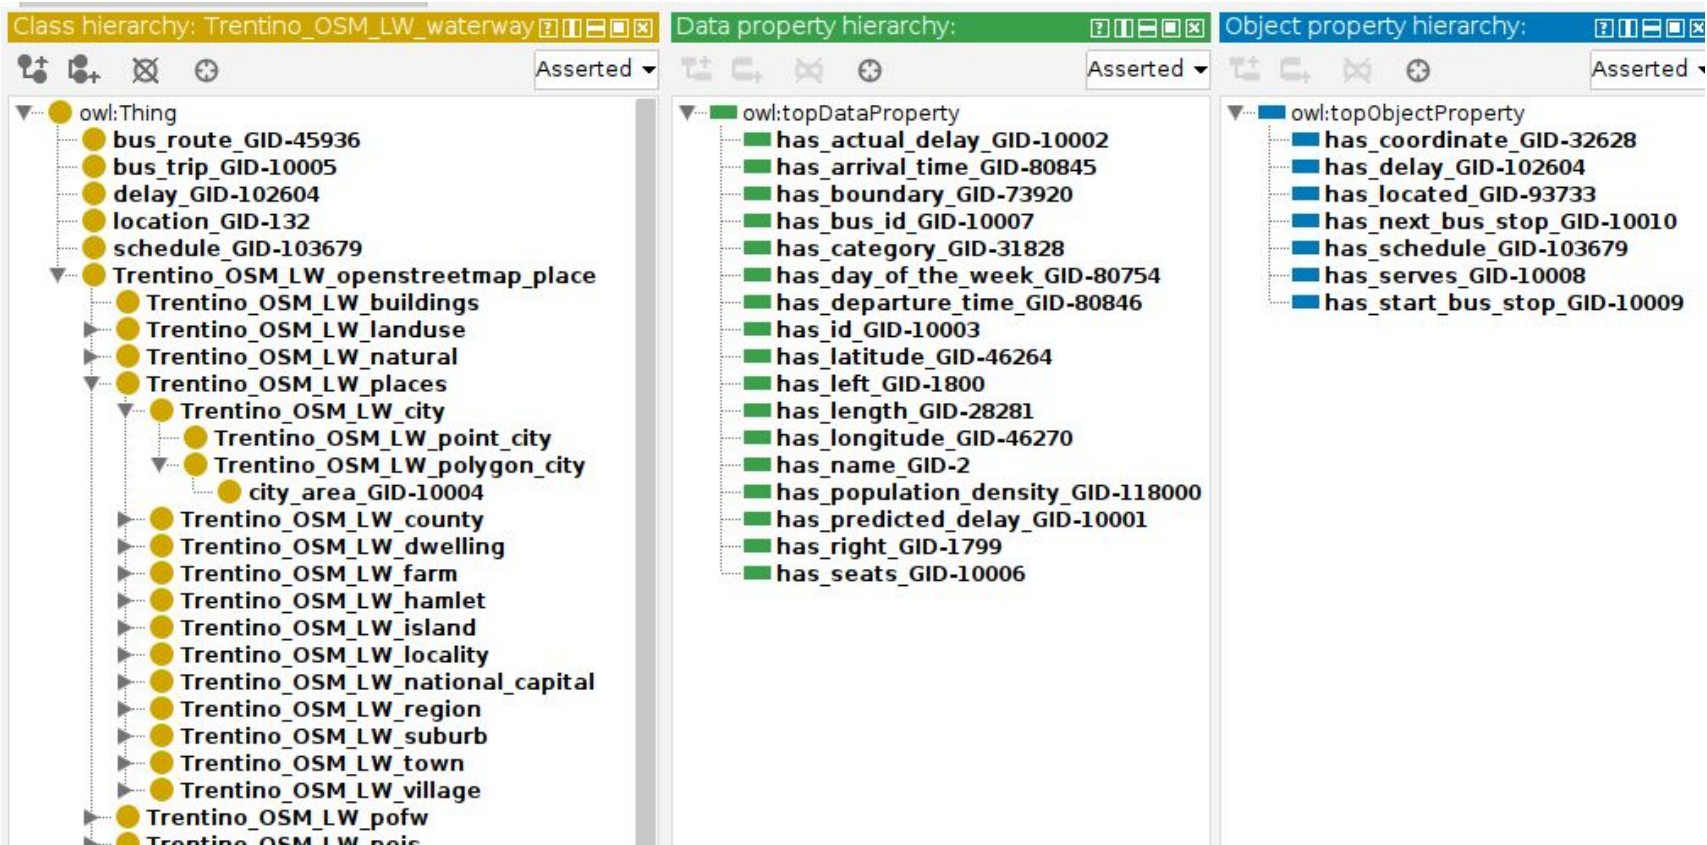 Class hierarchy: Trentino_OSM_LW_waterway
Asserted
owl:Thing
bus_route_GID-45936
bus_trip_GID-10005
delay_GID-102604
location_GID-132
schedule_GID-103679
Trentino_OSM_LW_openstreetmap_place
Trentino_OSM_LW_buildings
Trentino_OSM_LW_landuse
Trentino_OSM_LW_natural
Trentino_OSM_LW_places
Trentino_OSM_LW_city
Trentino_OSM_LW_point_city
Trentino_OSM_LW_polygon_city
city_area_GID-10004
Trentino_OSM_LW_county
Trentino_OSM_LW_dwelling
Trentino_OSM_LW_farm
Trentino_OSM_LW_hamlet
Trentino_OSM_LW_island
Trentino_OSM_LW_locality
Trentino_OSM_LW_national_capital
Trentino_OSM_LW_region
Trentino_OSM_LW_suburb
Trentino_OSM_LW_town
Trentino_OSM_LW_village
Trentino_OSM_LW_pofw
Trentino_OSM_LW_pois
Data property hierarchy:
Asserted
owl:topDataProperty
has_actual_delay_GID-10002
has_arrival_time_GID-80845
has_boundary_GID-73920
has_bus_id_GID-10007
has_category_GID-31828
has_day_of_the_week_GID-80754
has_departure_time_GID-80846
has_id_GID-10003
has_latitude_GID-46264
has_left_GID-1800
has_length_GID-28281
has_longitude_GID-46270
has_name_GID-2
has_population_density_GID-118000
has_predicted_delay_GID-10001
has_right_GID-1799
has_seats_GID-10006
Object property hierarchy:
Asserted
owl:topObjectProperty
has_coordinate_GID-32628
has_delay_GID-102604
has_located_GID-93733
has_next_bus_stop_GID-10010
has_schedule_GID-103679
has_serves_GID-10008
has_start_bus_stop_GID-10009